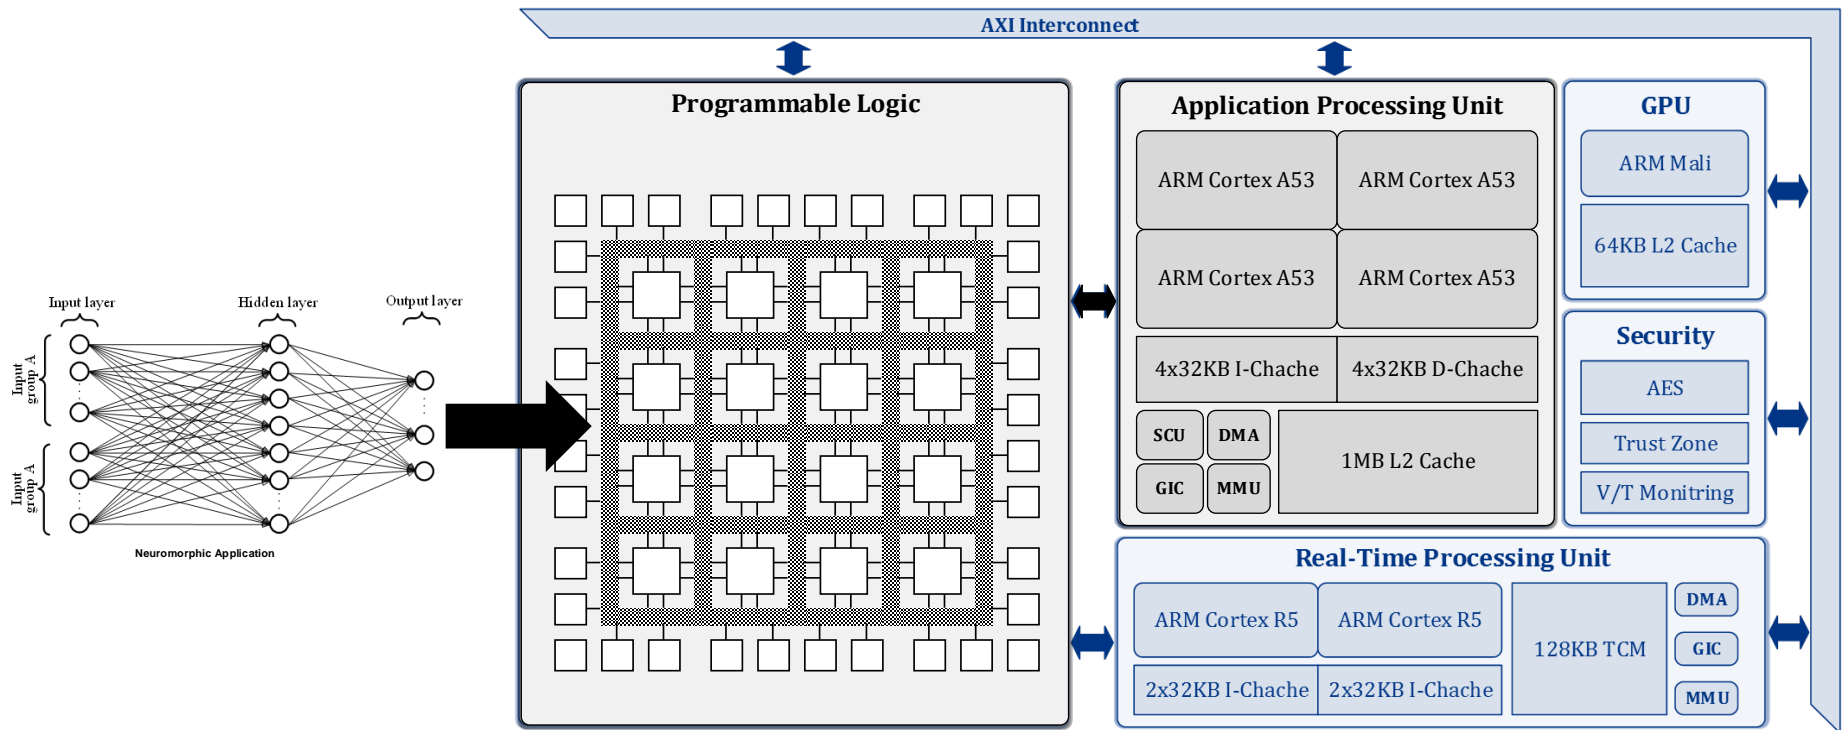 AXI Interconnect
Programmable Logic
Application Processing Unit
GPU
ARM Cortex A53
ARM Cortex A53
ARM Mali
ARM Cortex A53
ARM Cortex A53
64KB L2 Cache
Input layer
Hidden layer
Output layer
Input
group A
Input
group A
Neuromorphic Application
4x32KB I-Chache
4x32KB D-Chache
SCU
DMA
GIC
MMU
1MB L2 Cache
Security
AES
Trust Zone
V/T Monitring
Real-Time Processing Unit
ARM Cortex R5
ARM Cortex R5
2x32KB I-Chache
2x32KB I-Chache
128KB TCM
DMA
GIC
MMU